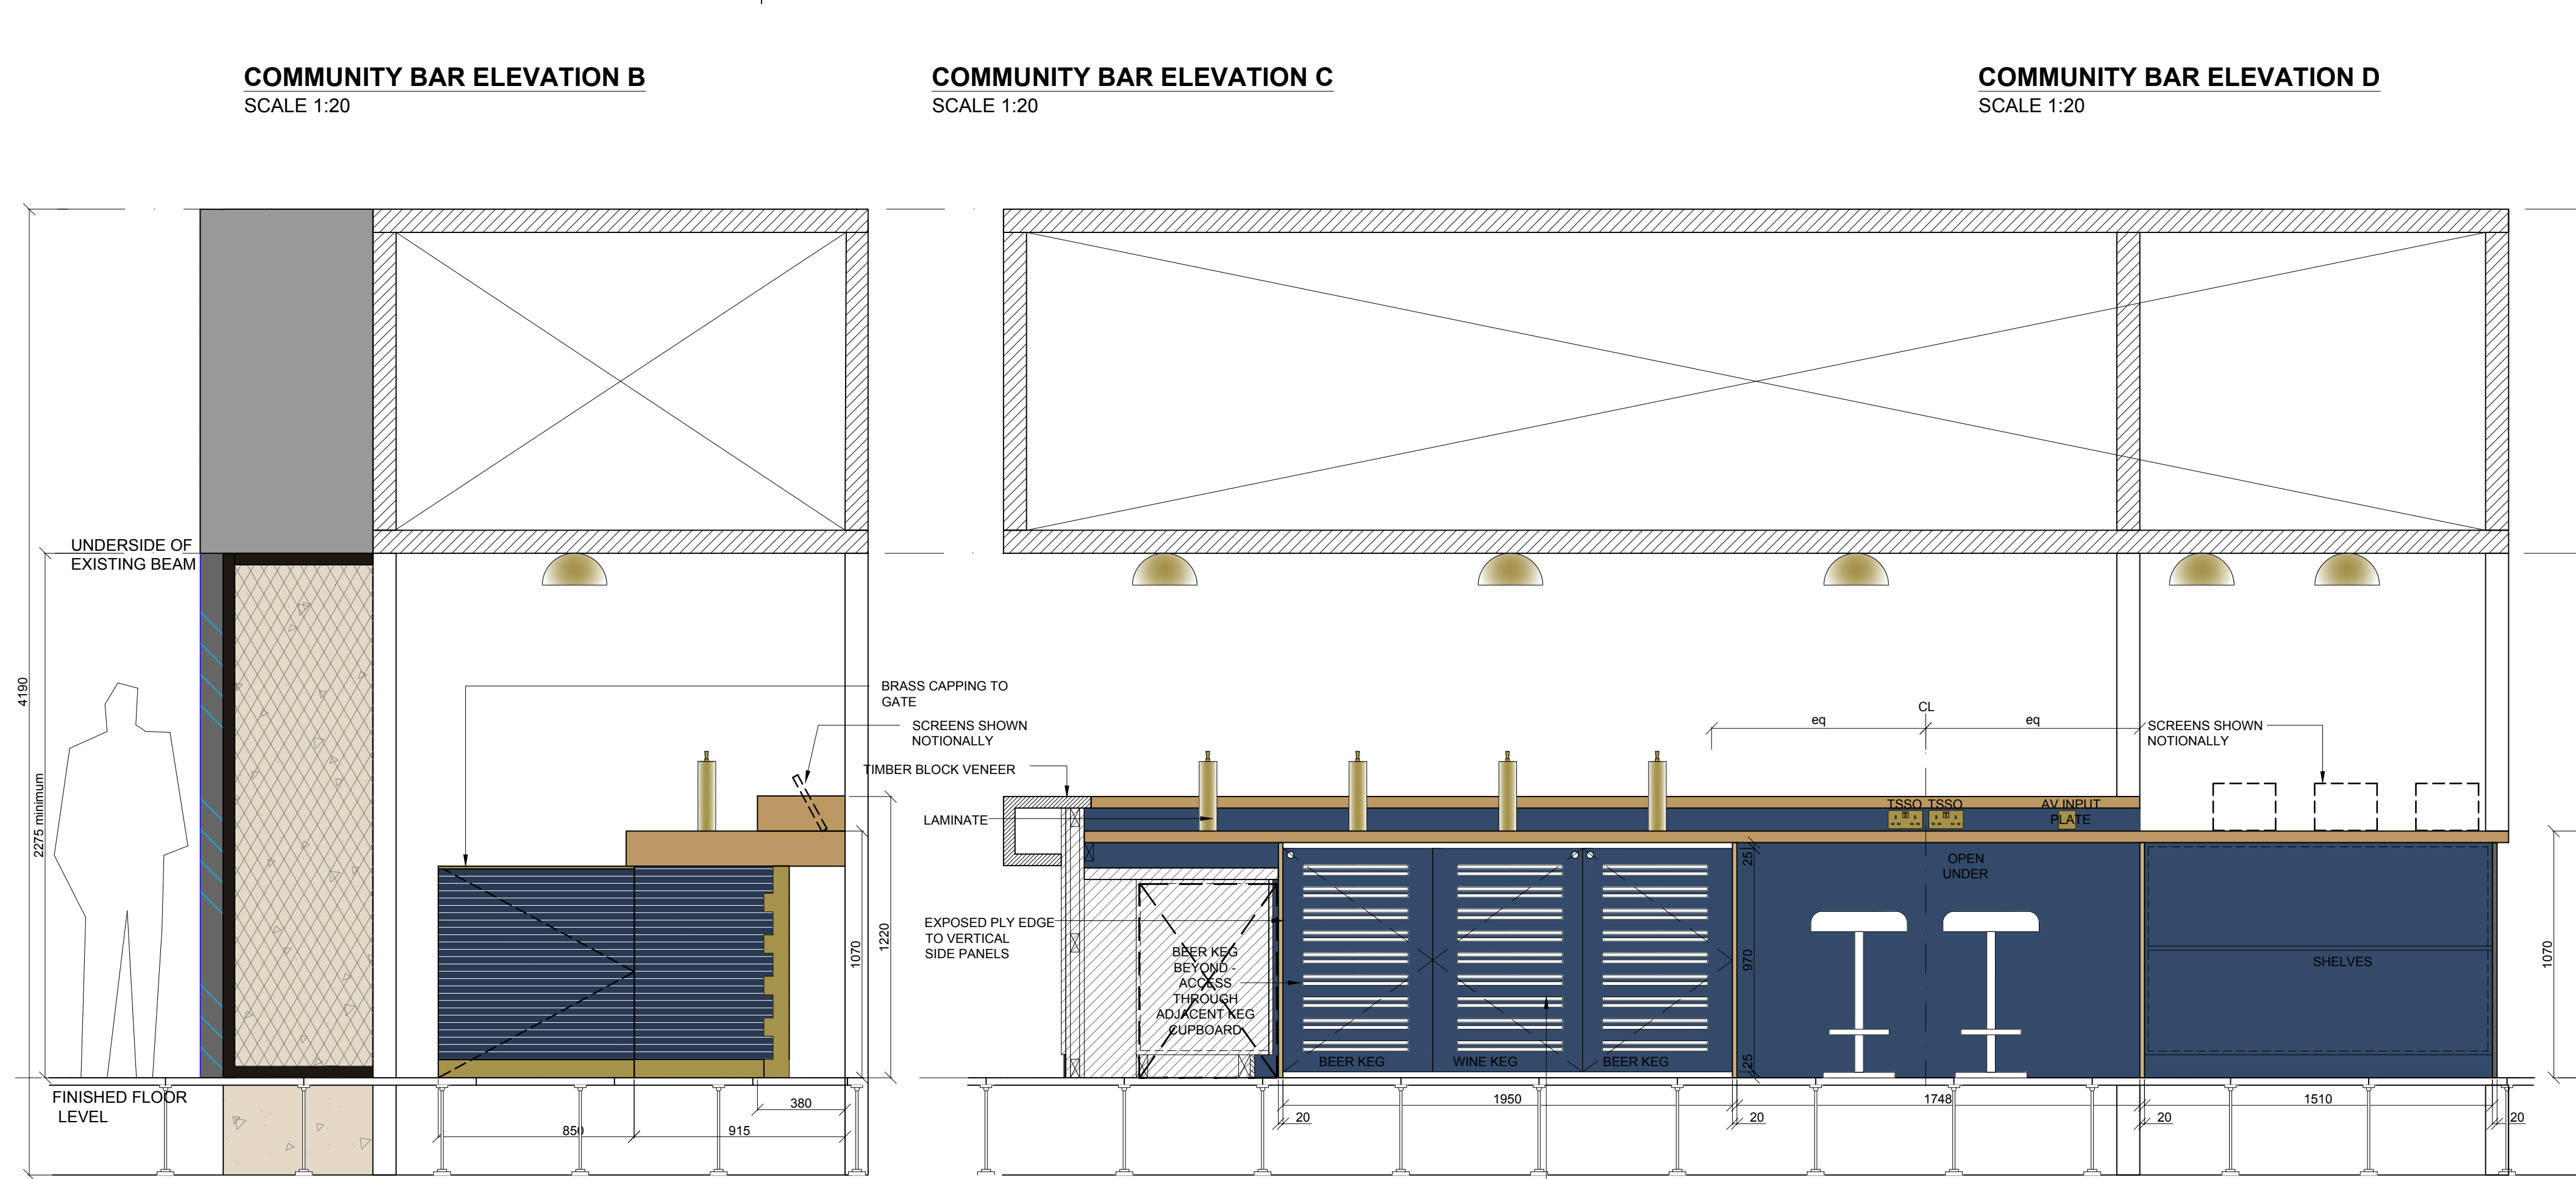 COMMUNITY BAR ELEVATION B
SCALE 1:20
COMMUNITY BAR ELEVATION C
SCALE 1:20
COMMUNITY BAR ELEVATION D
SCALE 1:20
UNDERSIDE OF
EXISTING BEAM
4190
2275 minimum
FINISHED FLOOR
LEVEL
BRASS CAPPING TO
GATE
SCREENS SHOWN
NOTIONALLY
TIMBER BLOCK VENEER
LAMINATE
EXPOSED PLY EDGE
TO VERTICAL
SIDE PANELS
1070
1220
380
850
915
BEER KEG
BEYOND -
ACCESS
THROUGH
ADJACENT KEG
CUPBOARD
BEER KEG
WINE KEG
BEER KEG
25
970
25
eq
CL
eq
TSSO
TSSO
AV INPUT
PLATE
OPEN
UNDER
SCREENS SHOWN
NOTIONALLY
SHELVES
1070
1950
1748
1510
20
20
20
20